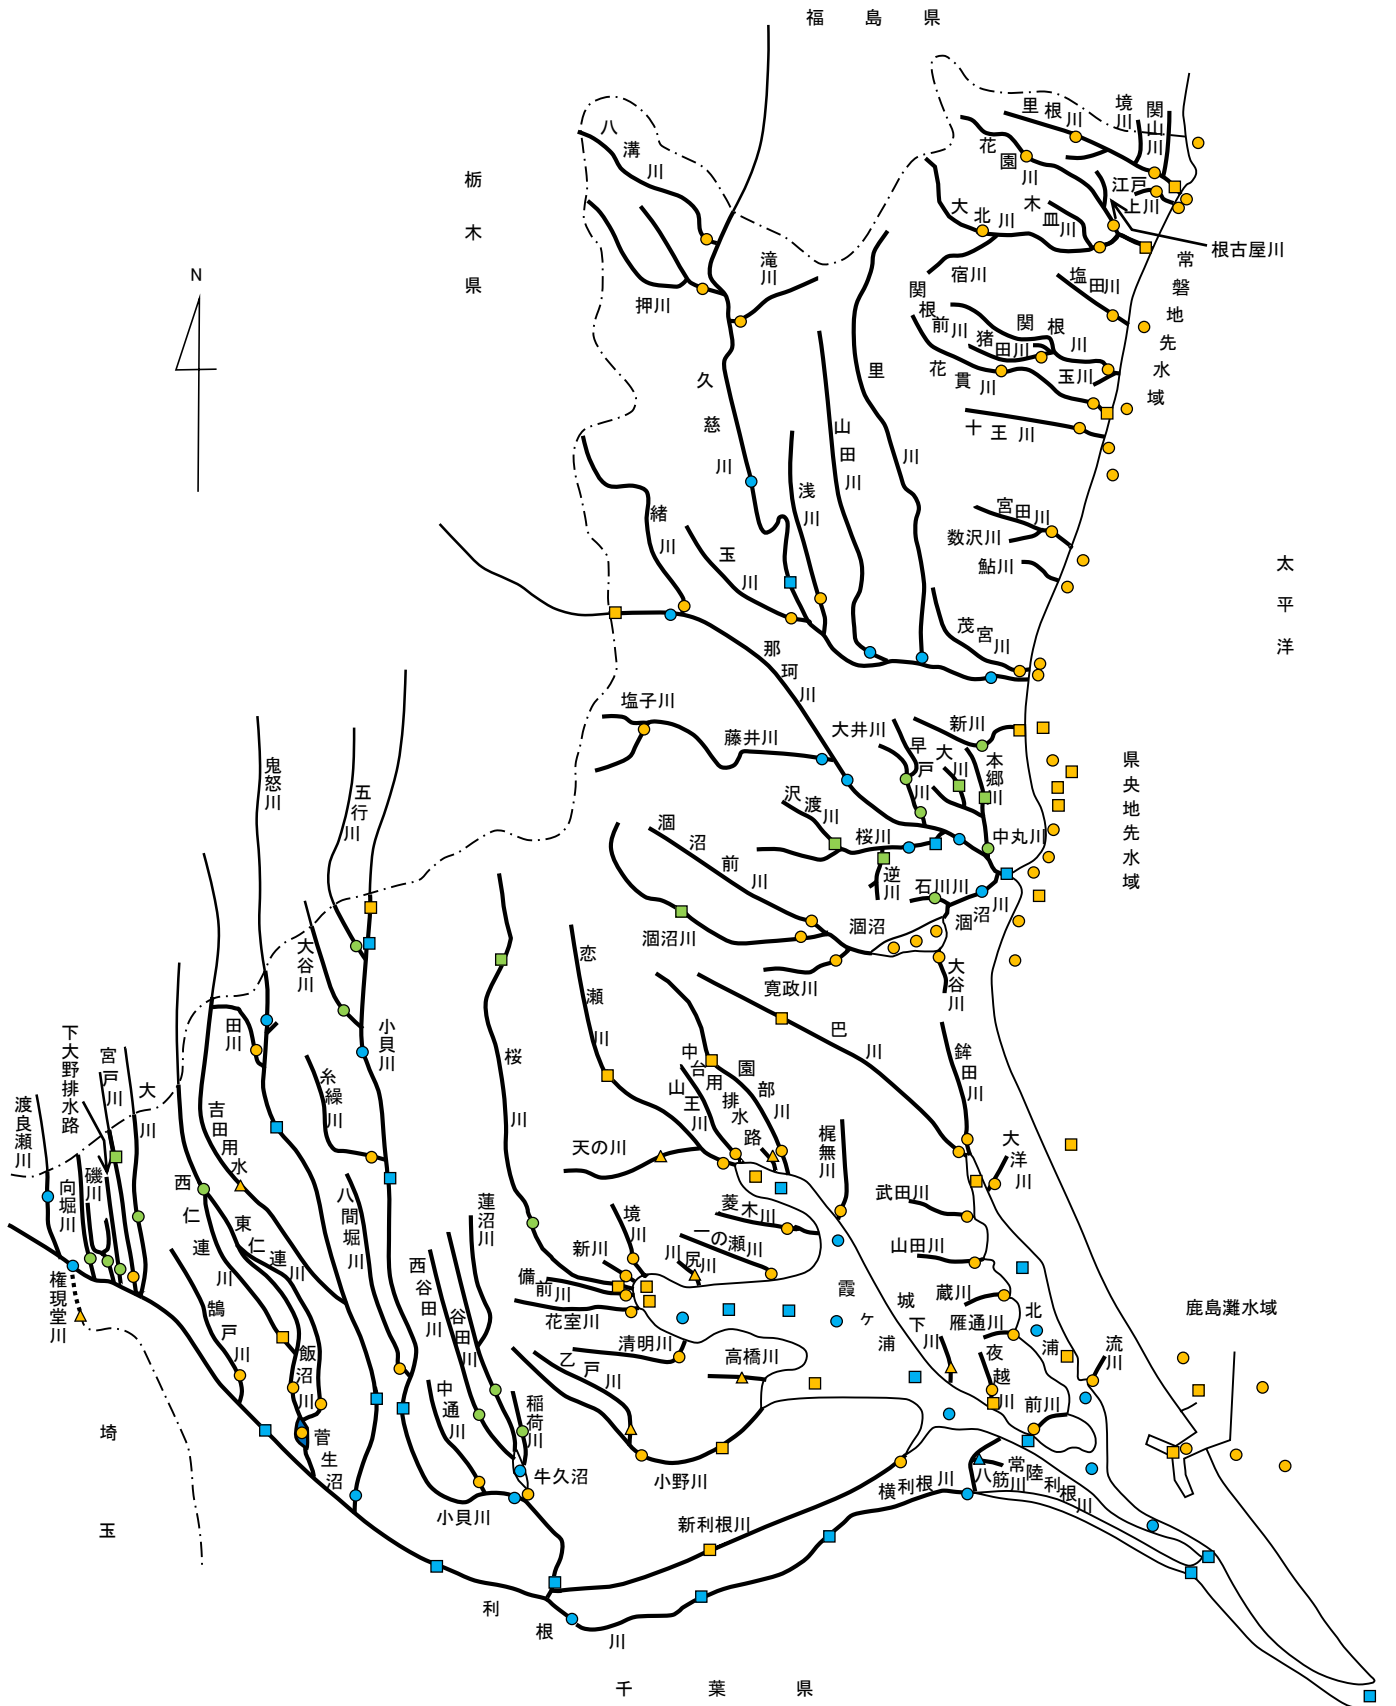 福島県
栃木県
N
八溝川
押川
滝川
久慈川
里根川
境川
関山川
花園川
江戸上川
大北川
木皿川
根古屋川
宿川
塩田川
常磐地先水域
関根前川
関根川
猪田川
玉川
花貫川
十王川
里川
山田川
浅川
宮田川
数沢川
鮎川
太平洋
緒川
玉川
茂宮川
那珂川
塩子川
藤井川
大井川
早戸川
大川
新川
本郷川
県央地先水域
沢渡川
桜川
逆川
中丸川
石川川
涸沼前川
涸沼川
涸沼
涸沼川
寛政川
大谷川
鬼怒川
五行川
大谷川
小貝川
田川
糸繰川
桜川
恋瀬川
巴川
鉾田川
大洋川
中台用排水路
園部川
山王川
天の川
梶無川
武田川
山田川
蔵川
雁通川
北浦
流川
鹿島灘水域
菱木川
一の瀬川
川尻川
境川
新川
備前川
花室川
清明川
高橋川
霞ヶ浦
城下川
夜越川
前川
乙戸川
小野川
下大野排水路
宮戸川
大川
渡良瀬川
向堀川
磯川
権現堂川
吉田用水
西仁連川
東仁連川
鵠戸川
飯沼川
菅生沼
八間堀川
蓮沼川
西谷田川
谷田川
中通川
稲荷川
牛久沼
小貝川
新利根川
横利根川
八筋川
常陸利根川
利根川
埼玉
千葉県